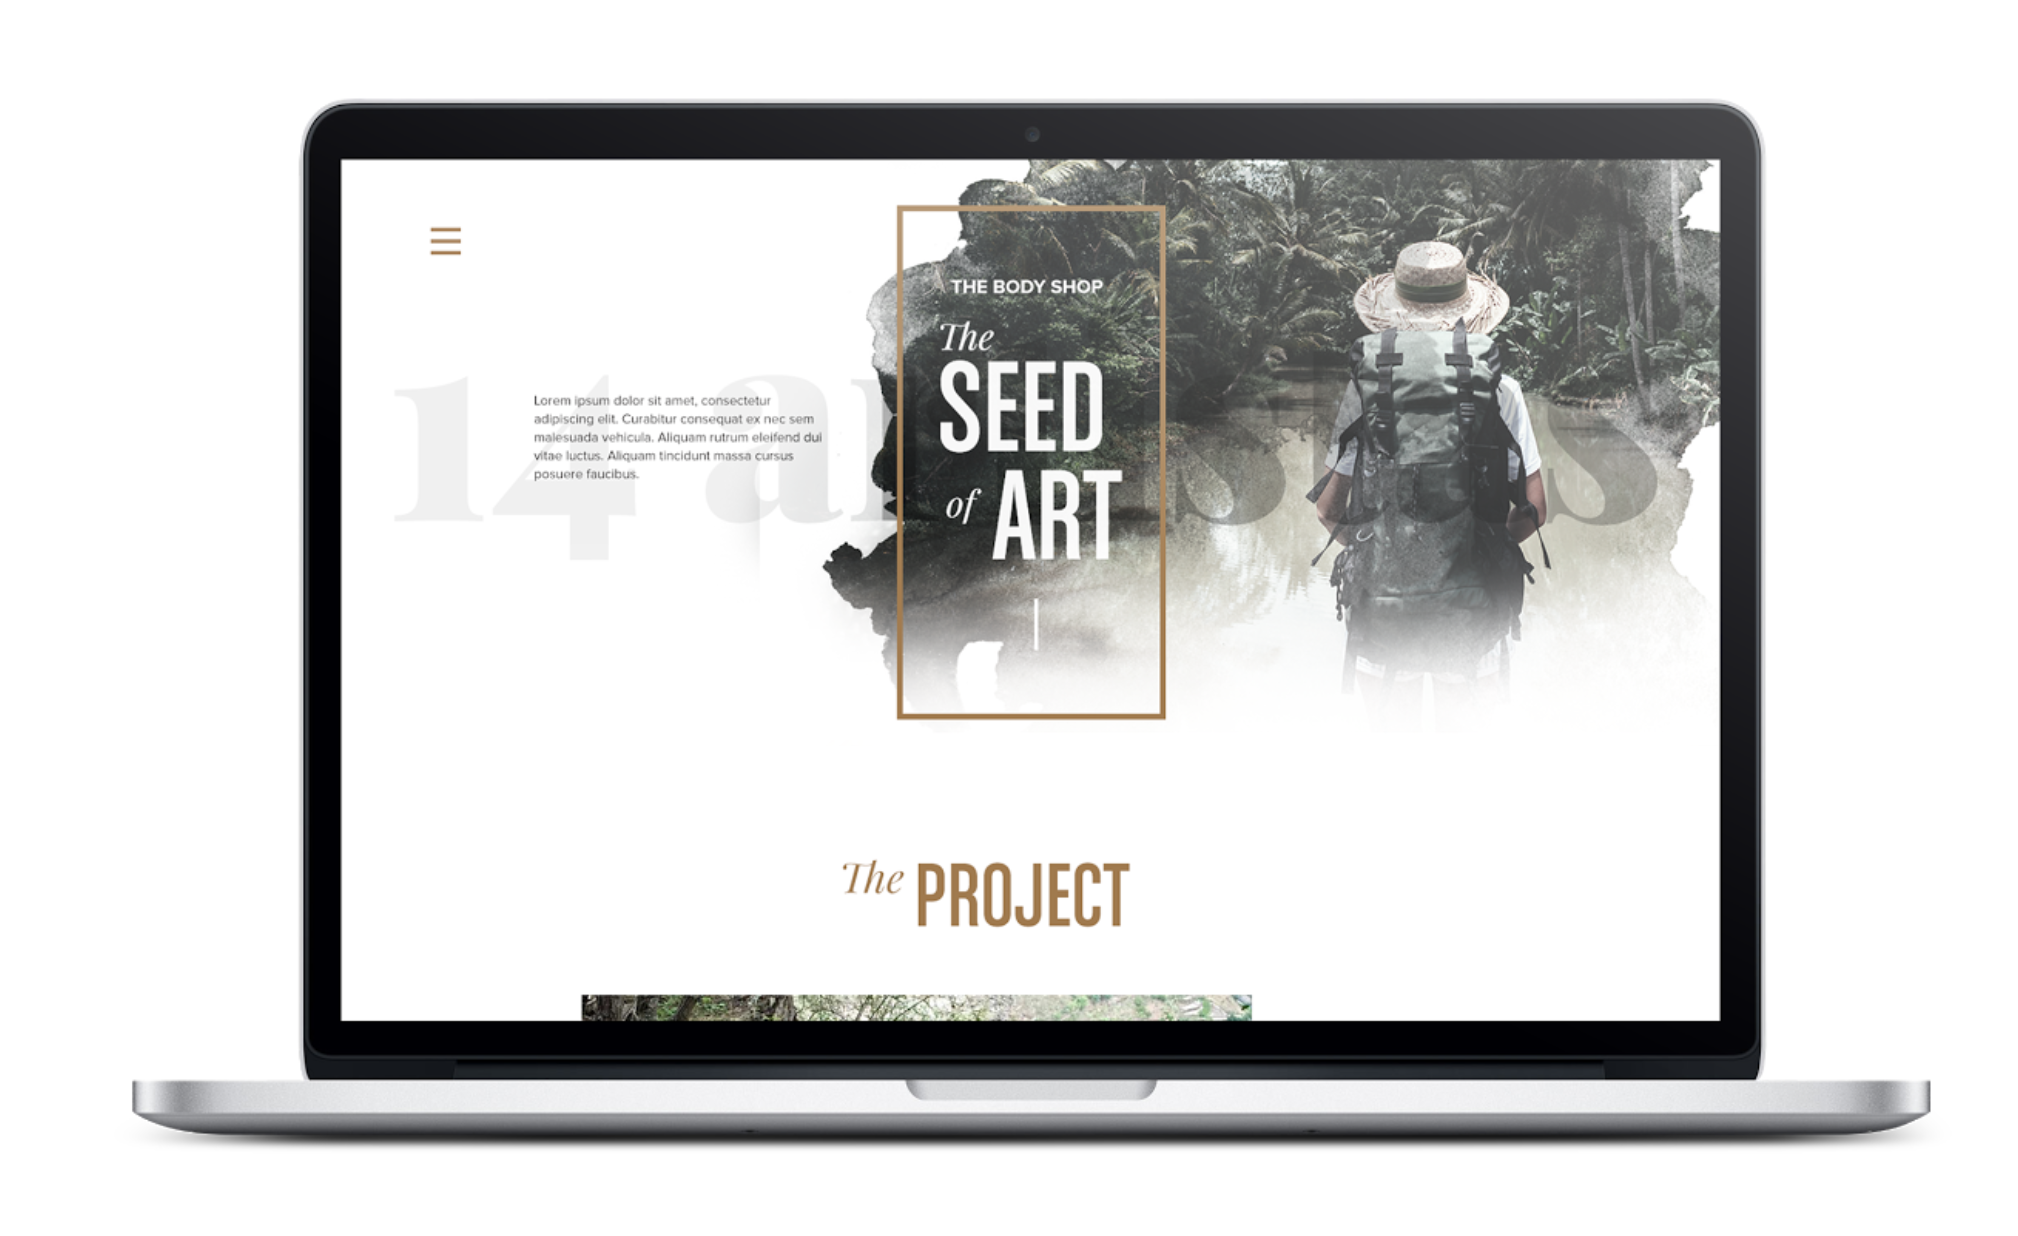 THE BODY SHOP
The
SEED
of ART
14 artists
Lorem ipsum dolor sit amet, consectetur
adipiscing elit. Curabitur consequat ex nec sem
malesuada vehicula. Aliquam rutrum eleifend dui
vitae luctus. Aliquam tincidunt massa cursus
posuere faucibus.
The PROJECT